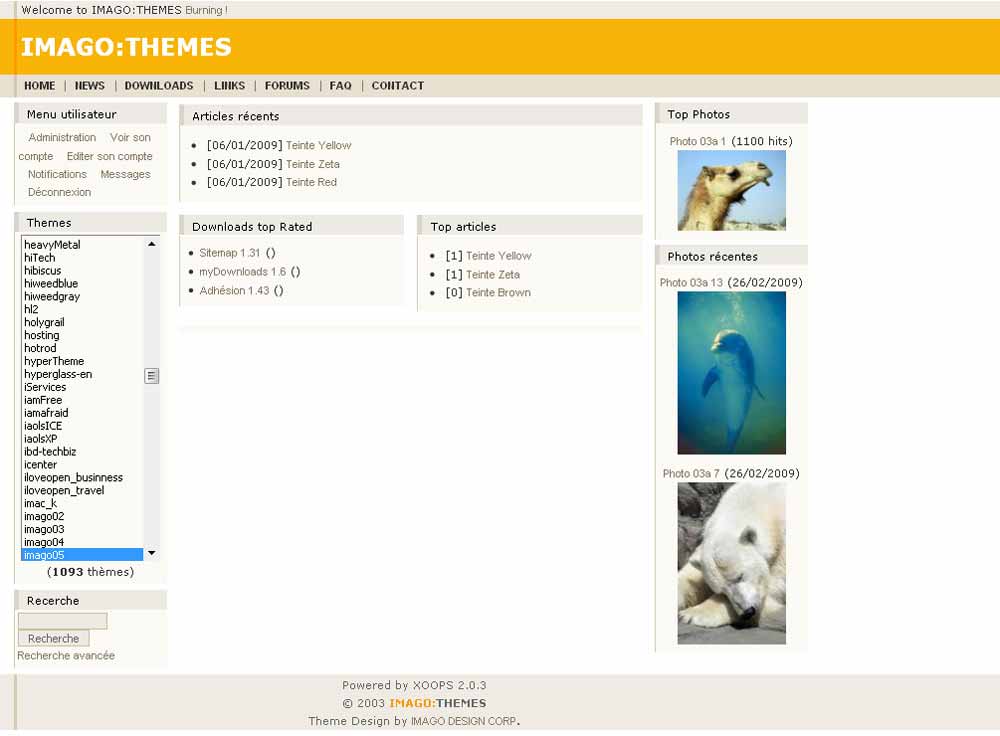 Welcome to IMAGO:THEMES Burning !
IMAGO:THEMES
HOME | NEWS | DOWNLOADS | LINKS | FORUMS | FAQ | CONTACT
Menu utilisateur
Administration Voir son
compte Editer son compte
Notifications Messages
Déconnexion
Themes
heavyMetal
hiTech
hibiscus
hiweedblue
hiweedgray
hl2
holygrail
hosting
hotrod
hyperTheme
hyperglass-en
iServices
iamFree
iamafraid
iaolsICE
iaolsXP
ibd-techbiz
icenter
iloveopen_businness
iloveopen_travel
imac_k
imago02
imago03
imago04
imago05
(1093 thèmes)
Recerche
Recherche
Recherche avancée
Articles récents
[06/01/2009] Teinte Yellow
[06/01/2009] Teinte Zeta
[06/01/2009] Teinte Red
Downloads top Rated
Sitemap 1.31 ()
myDownloads 1.6 ()
Adhésion 1.43 ()
Top articles
[1] Teinte Yellow
[1] Teinte Zeta
[0] Teinte Brown
Top Photos
Photo 03a 1 (1100 hits)
Photos récentes
Photo 03a 13 (26/02/2009)
Photo 03a 7 (26/02/2009)
Powered by XOOPS 2.0.3
© 2003 IMAGO:THEMES
Theme Design by IMAGO DESIGN CORP.